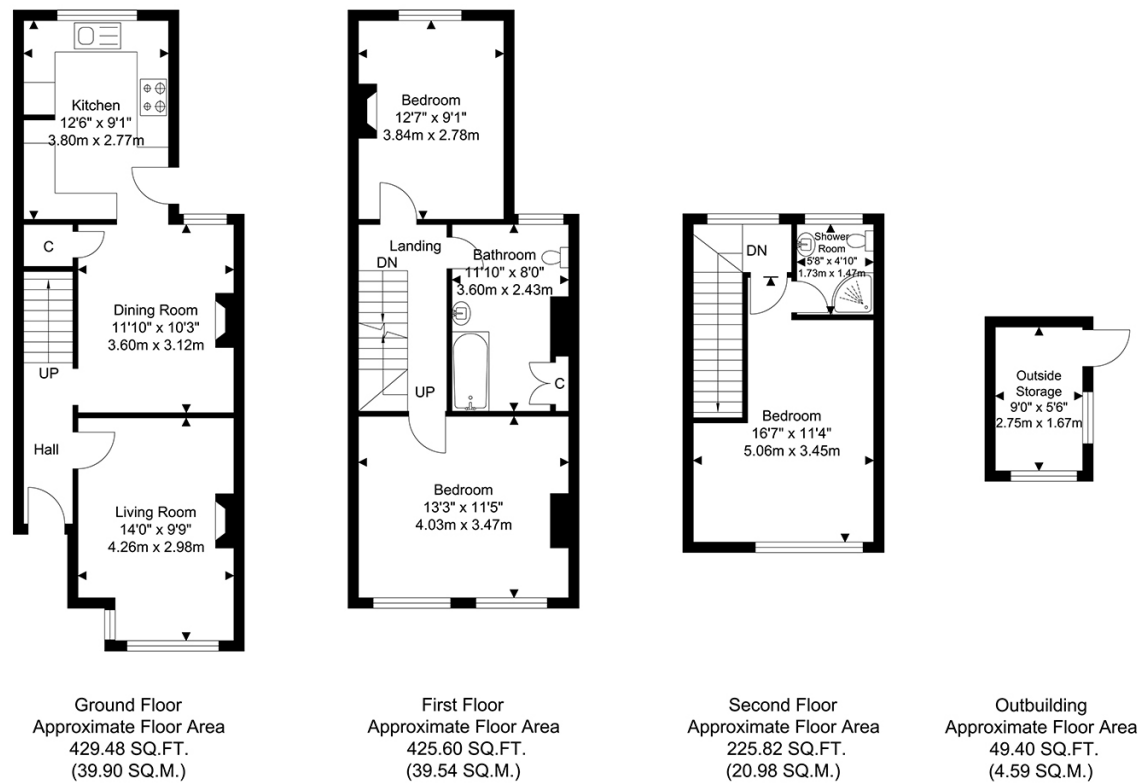 Kitchen
12'6" x 9'1"
3.80m x 2.77m
C
Dining Room
11'10" x 10'3"
3.60m x 3.12m
UP
Hall
Living Room
14'0" x 9'9"
4.26m x 2.98m
Ground Floor
Approximate Floor Area
429.48 SQ.FT.
(39.90 SQ.M.)
Bedroom
12'7" x 9'1"
3.84m x 2.78m
Landing
DN
Bathroom
11'10" x 8'0"
3.60m x 2.43m
UP
C
Bedroom
13'3" x 11'5"
4.03m x 3.47m
First Floor
Approximate Floor Area
425.60 SQ.FT.
(39.54 SQ.M.)
DN
Shower
Room
5'8" x 4'10"
1.73m x 1.47m
Bedroom
16'7" x 11'4"
5.06m x 3.45m
Second Floor
Approximate Floor Area
225.82 SQ.FT.
(20.98 SQ.M.)
Outside
Storage
9'0" x 5'6"
2.75m x 1.67m
Outbuilding
Approximate Floor Area
49.40 SQ.FT.
(4.59 SQ.M.)